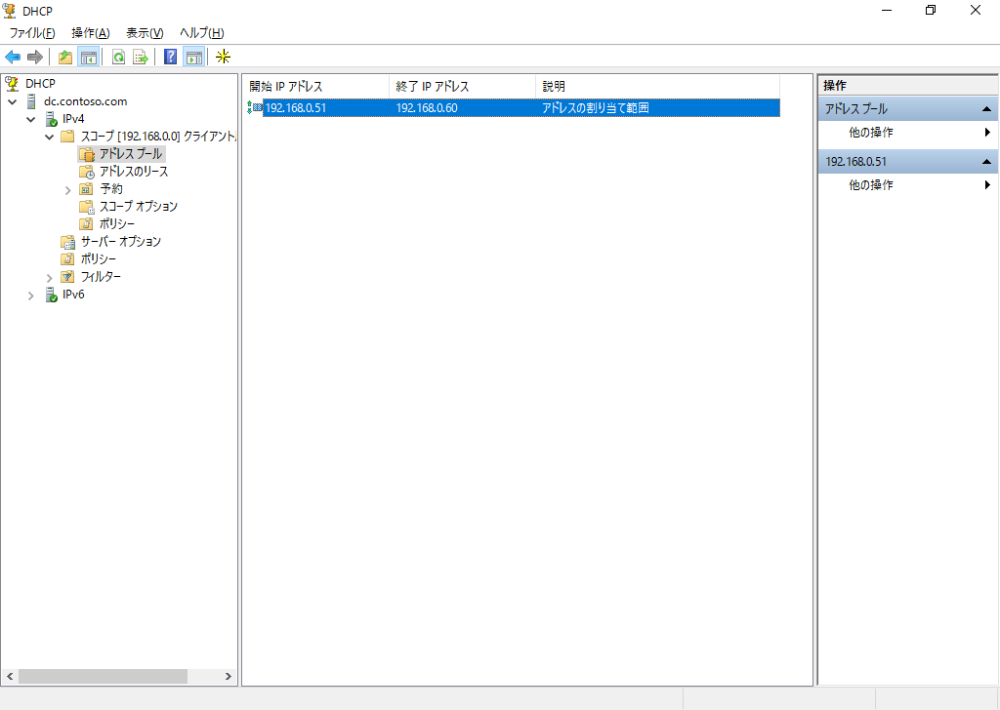 DHCP
ファイル(F) 操作(A) 表示(V) ヘルプ(H)
DHCP
dc.contoso.com
IPv4
スコープ [192.168.0.0] クライアント
アドレス プール
アドレスのリース
予約
スコープ オプション
ポリシー
サーバー オプション
ポリシー
フィルター
IPv6
開始 IP アドレス 終了 IP アドレス 説明
192.168.0.51 192.168.0.60 アドレスの割り当て範囲
操作
アドレス プール
他の操作
192.168.0.51
他の操作